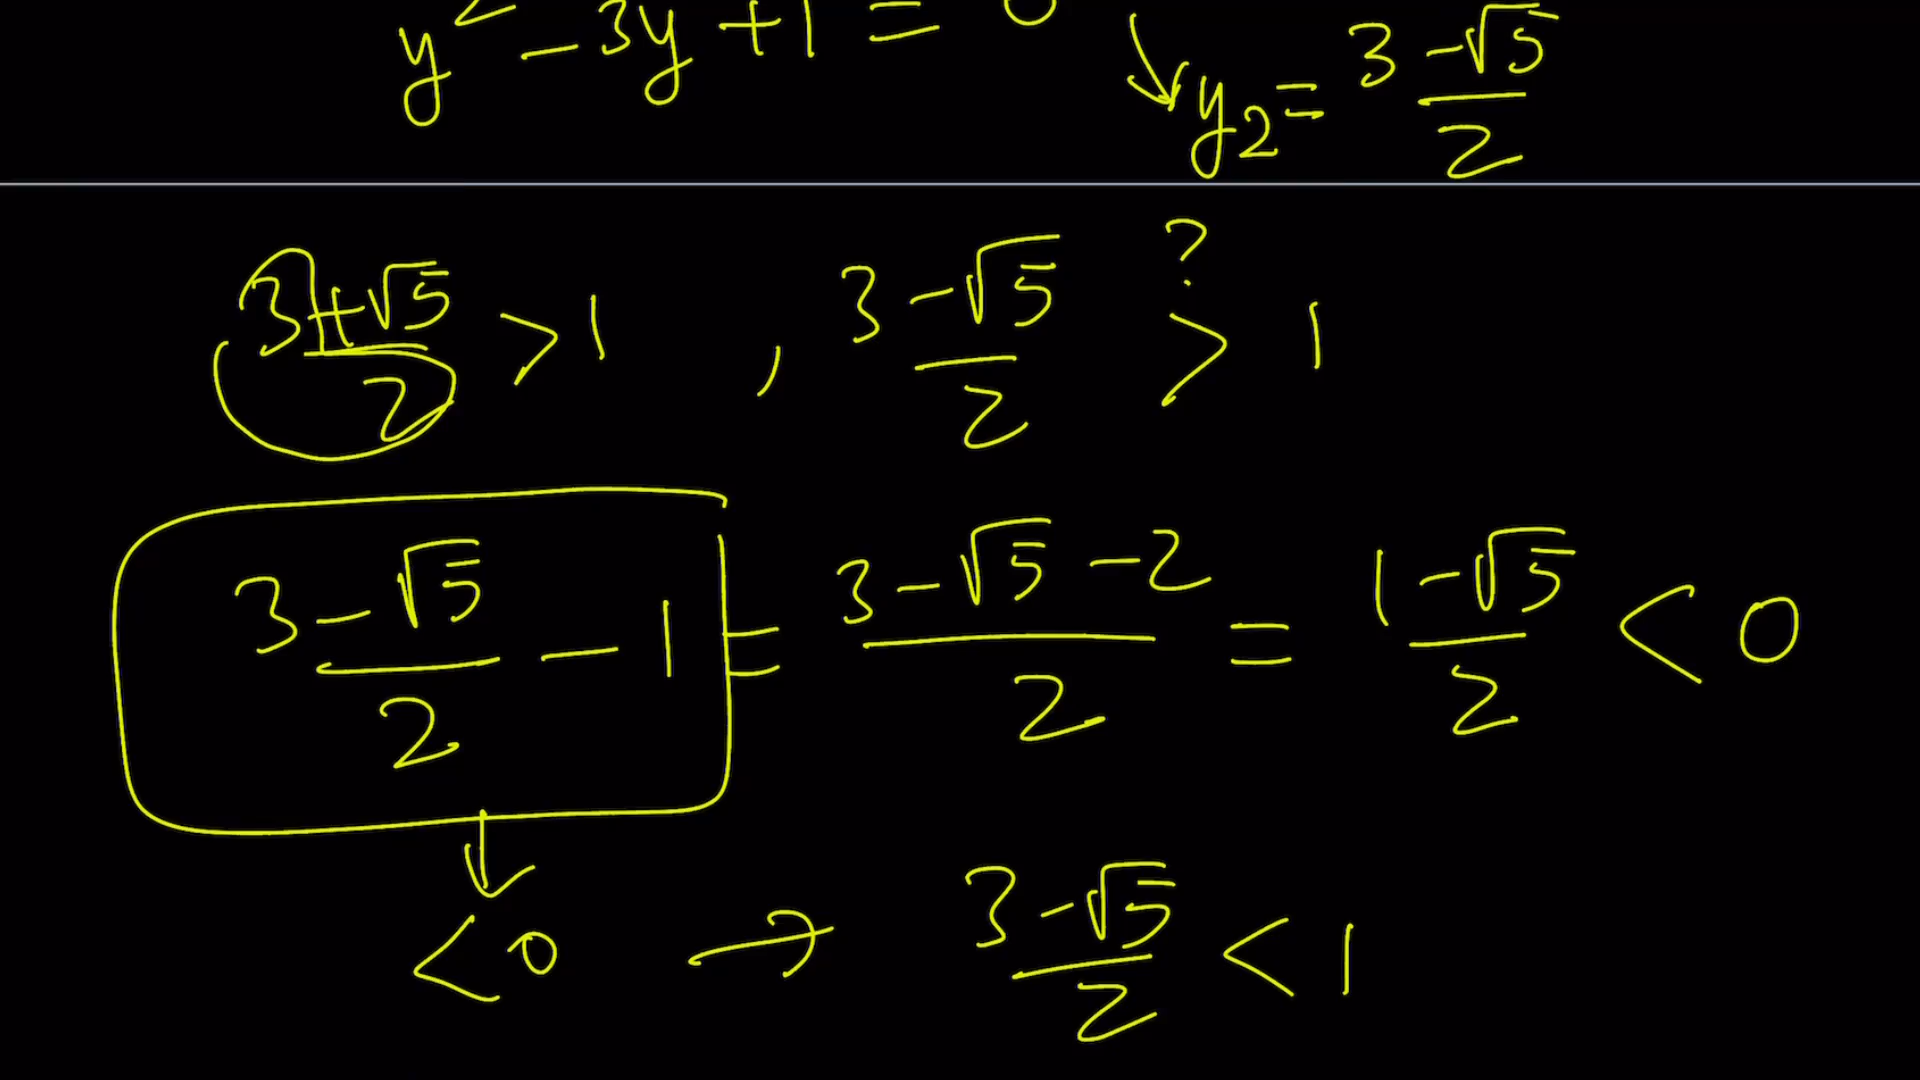 y² - 3y + 1 = 0
y₂ = (3 - √5)/2
(3 + √5)/2 > 1 , (3 - √5)/2 >? 1
(3 - √5)/2 - 1 = (3 - √5 - 2)/2 = (1 - √5)/2 < 0
< 0 → (3 - √5)/2 < 1